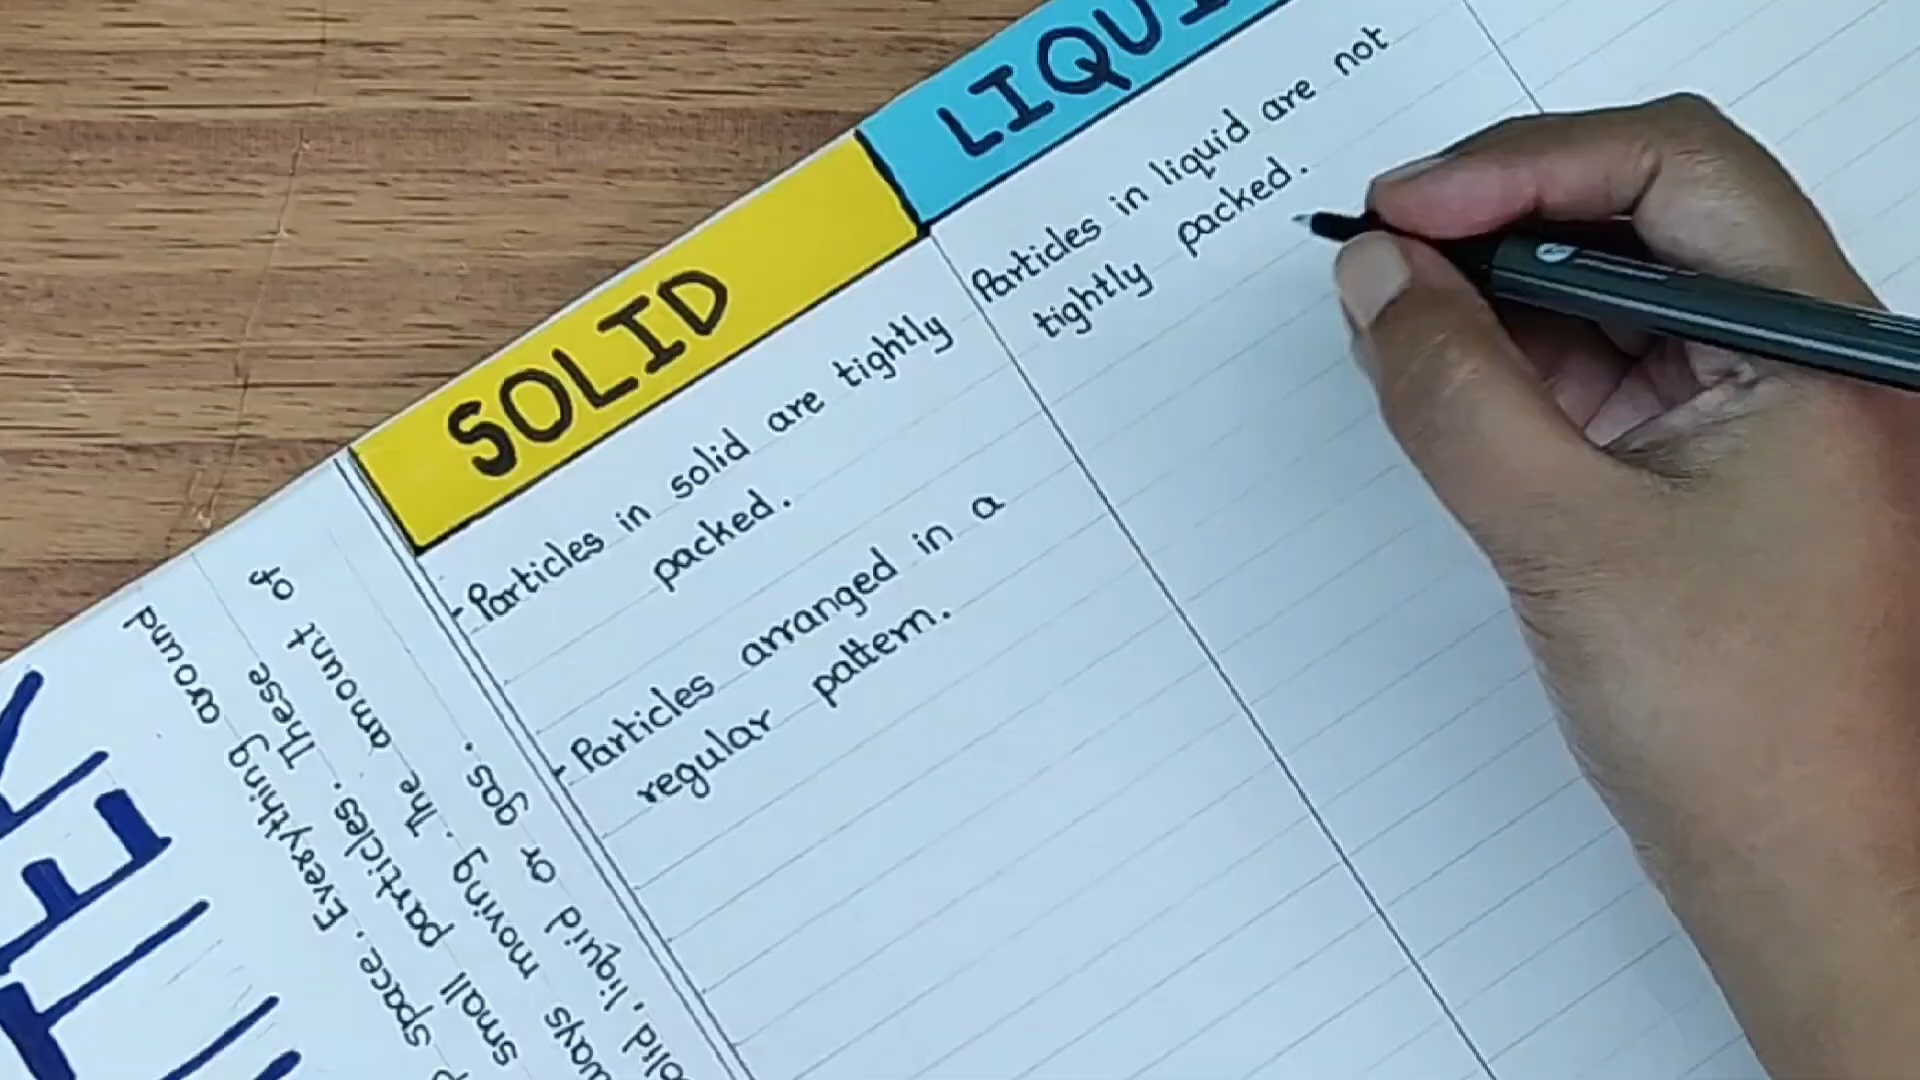 SOLID
Particles in solid are tightly
packed.
Particles arranged in a
regular pattern.
LIQUI
Particles in liquid are not
tightly packed.
space. Everything around
small particles. These
ways moving. The amount of
olid, liquid or gas.